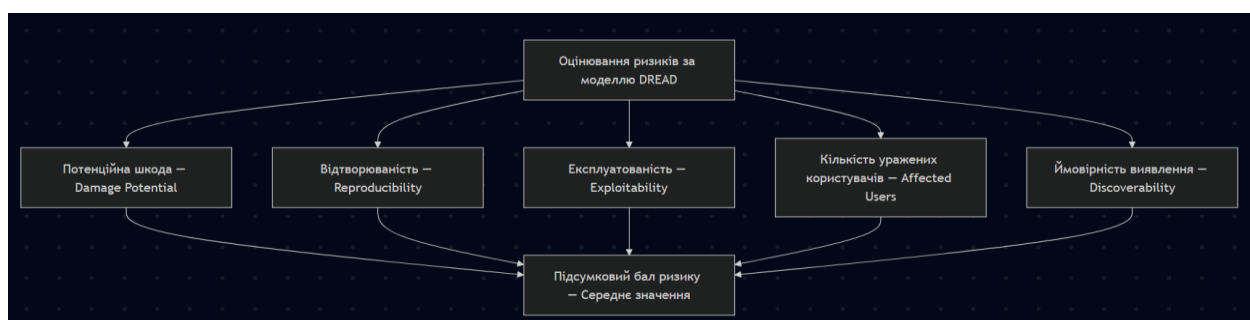 Оцінювання ризиків за
моделлю DREAD
Потенційна шкода —
Damage Potential
Відтворюваність —
Reproducibility
Експлуатованість —
Exploitability
Кількість уражених
користувачів — Affected
Users
Ймовірність виявлення —
Discoverability
Підсумковий бал ризику
— Середнє значення